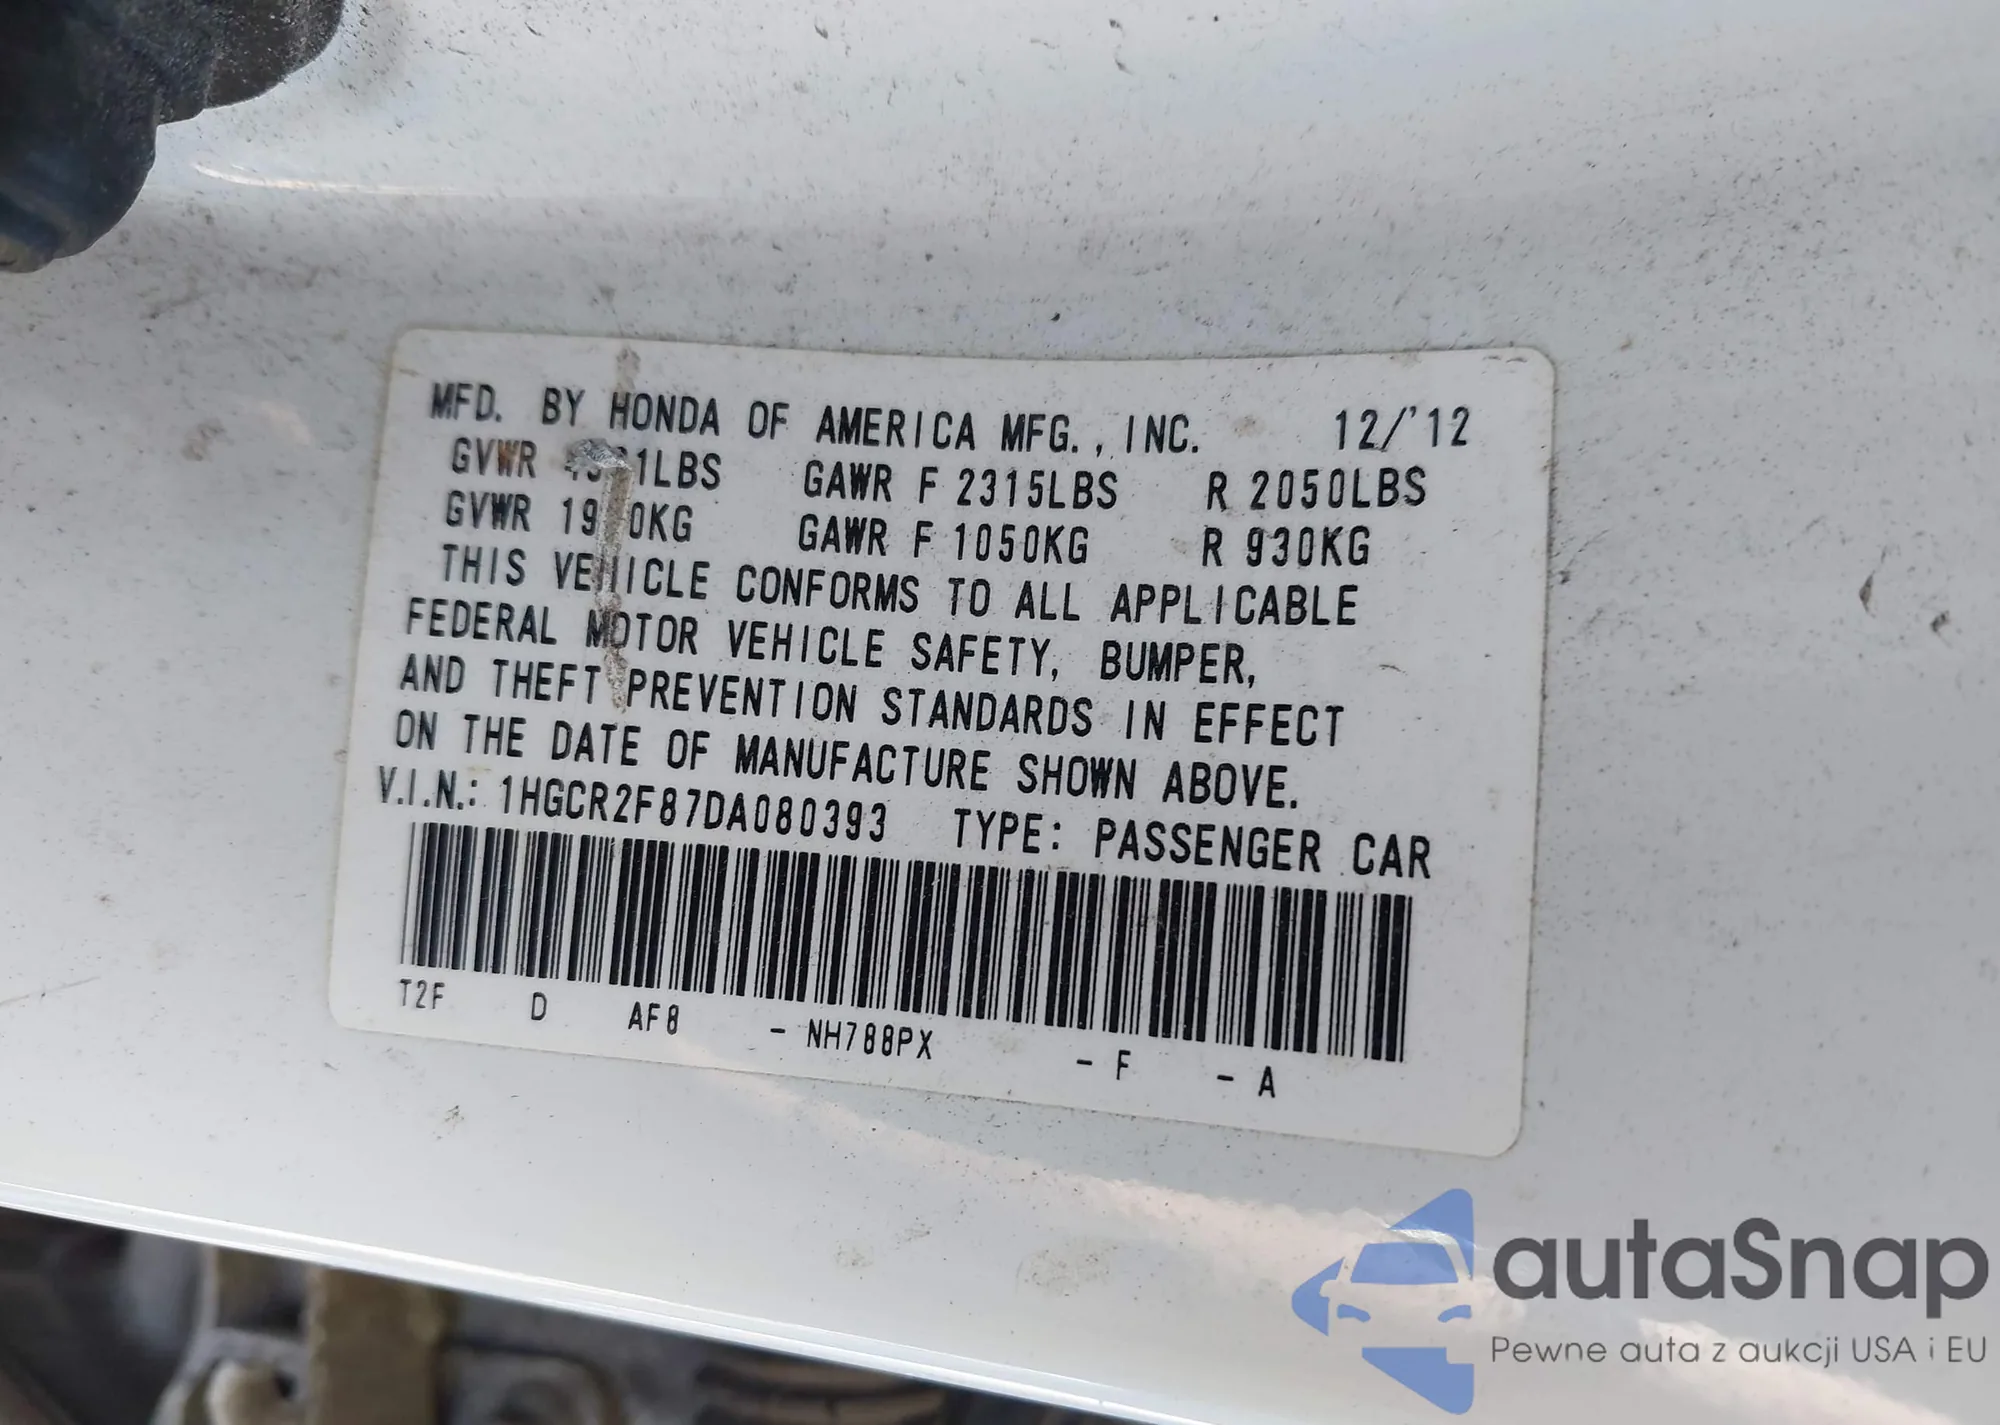 MFD. BY HONDA OF AMERICA MFG., INC. 12/'12
GVWR GAWR F 2315LBS R 2050LBS
GVWR GAWR F 1050KG R 930KG
THIS VEHICLE CONFORMS TO ALL APPLICABLE
FEDERAL MOTOR VEHICLE SAFETY, BUMPER,
AND THEFT PREVENTION STANDARDS IN EFFECT
ON THE DATE OF MANUFACTURE SHOWN ABOVE.
V.I.N.: 1HGCR2F87DA080393 TYPE: PASSENGER CAR
T2F D AF8 - NH788PX - F - A
autaSnap
Pewne auta z aukcji USA i EU